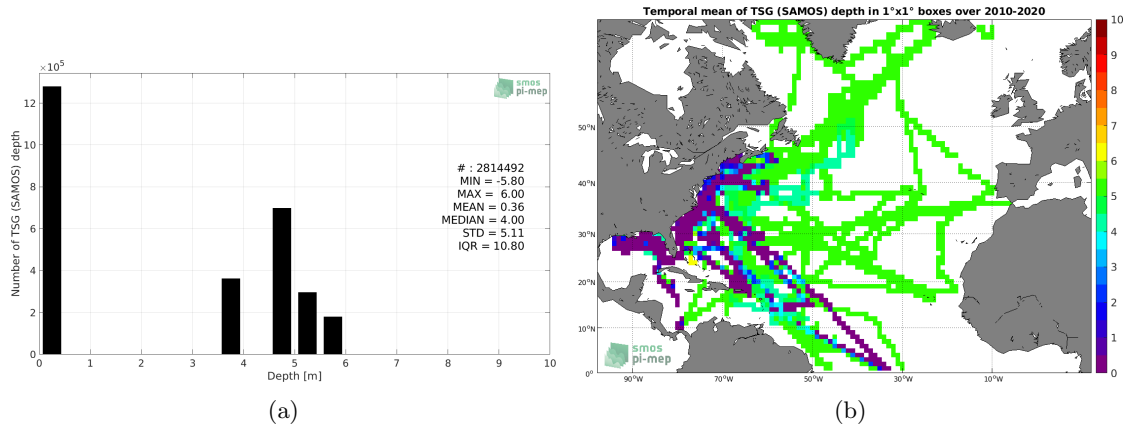 ×10⁵
smos
pi-mep
12
10
8
6
4
2
0
Number of TSG (SAMOS) depth
# : 2814492
MIN = -5.80
MAX = 6.00
MEAN = 0.36
MEDIAN = 4.00
STD = 5.11
IQR = 10.80
0 1 2 3 4 5 6 7 8 9 10
Depth [m]
(a)
Temporal mean of TSG (SAMOS) depth in 1°x1° boxes over 2010-2020
50°N
40°N
30°N
20°N
10°N
0°
90°W 70°W 50°W 30°W 10°W
smos
pi-mep
10
9
8
7
6
5
4
3
2
1
0
(b)